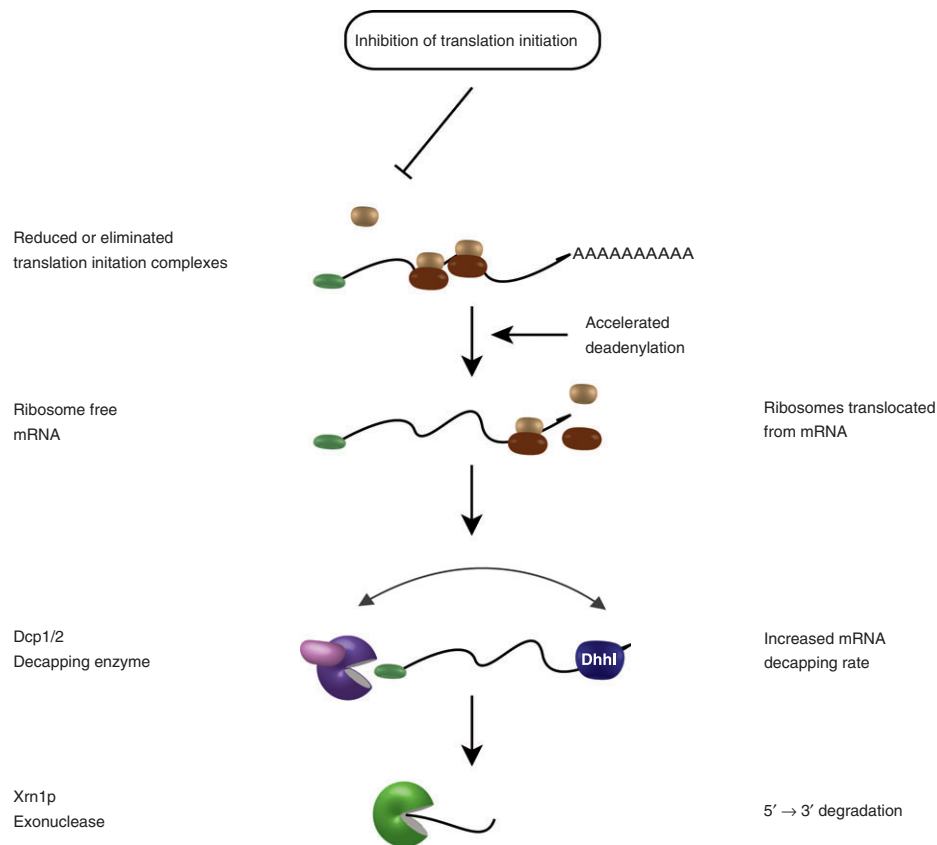 Inhibition of translation initiation
Reduced or eliminated
translation initation complexes
AAAAAAAAAA
Accelerated
deadenylation
Ribosome free
mRNA
Ribosomes translocated
from mRNA
Dcp1/2
Decapping enzyme
DhhI
Increased mRNA
decapping rate
Xrn1p
Exonuclease
5′ → 3′ degradation